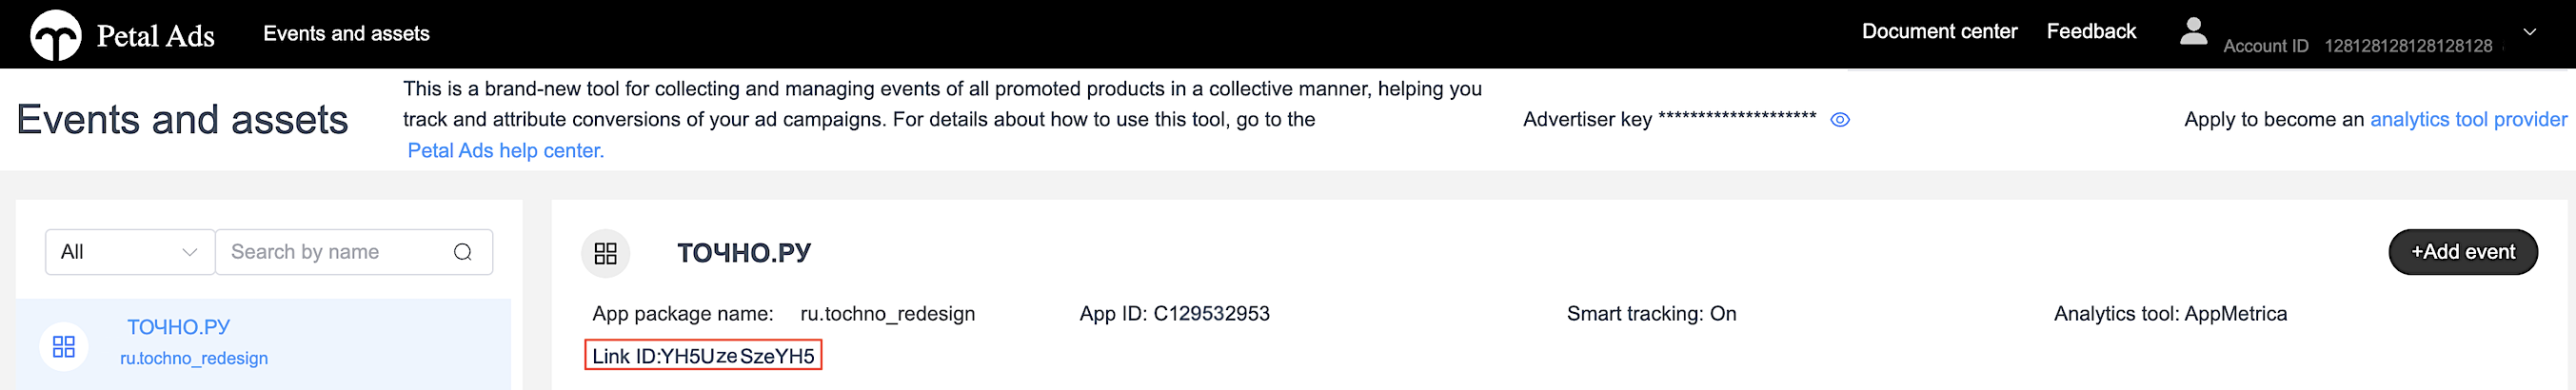 Petal Ads Events and assets Document center Feedback Account ID 128128128128128128
Events and assets
This is a brand-new tool for collecting and managing events of all promoted products in a collective manner, helping you
track and attribute conversions of your ad campaigns. For details about how to use this tool, go to the
Petal Ads help center.
Advertiser key ********************
Apply to become an analytics tool provider
All Search by name
ТОЧНО.РУ
ru.tochno_redesign
ТОЧНО.РУ
+Add event
App package name: ru.tochno_redesign App ID: C129532953 Smart tracking: On Analytics tool: AppMetrica
Link ID:YH5UzeSzeYH5